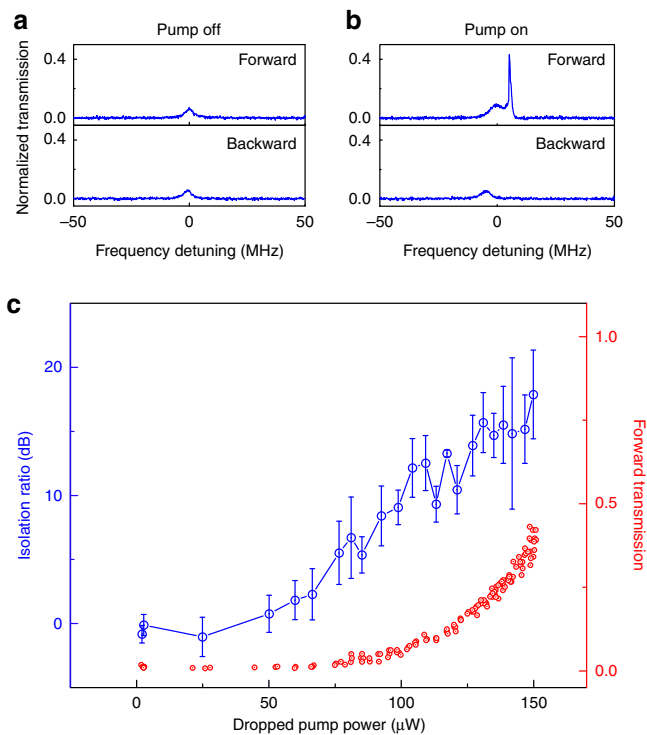 a
Pump off
b
Pump on
Normalized transmission
0.4
Forward
0.0
0.4
Backward
0.0
−50
0
50
Frequency detuning (MHz)
Forward
0.4
0.0
Backward
0.4
0.0
−50
0
50
Frequency detuning (MHz)
c
Isolation ratio (dB)
20
10
0
1.0
0.5
0.0
Forward transmission
0
50
75
100
150
Dropped pump power (μW)